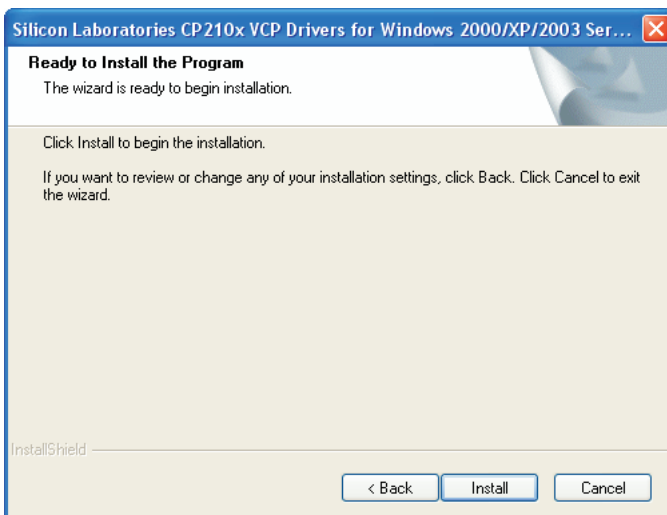 Silicon Laboratories CP210x VCP Drivers for Windows 2000/XP/2003 Ser...
Ready to Install the Program
The wizard is ready to begin installation.
Click Install to begin the installation.
If you want to review or change any of your installation settings, click Back. Click Cancel to exit
the wizard.
InstallShield
< Back Install Cancel